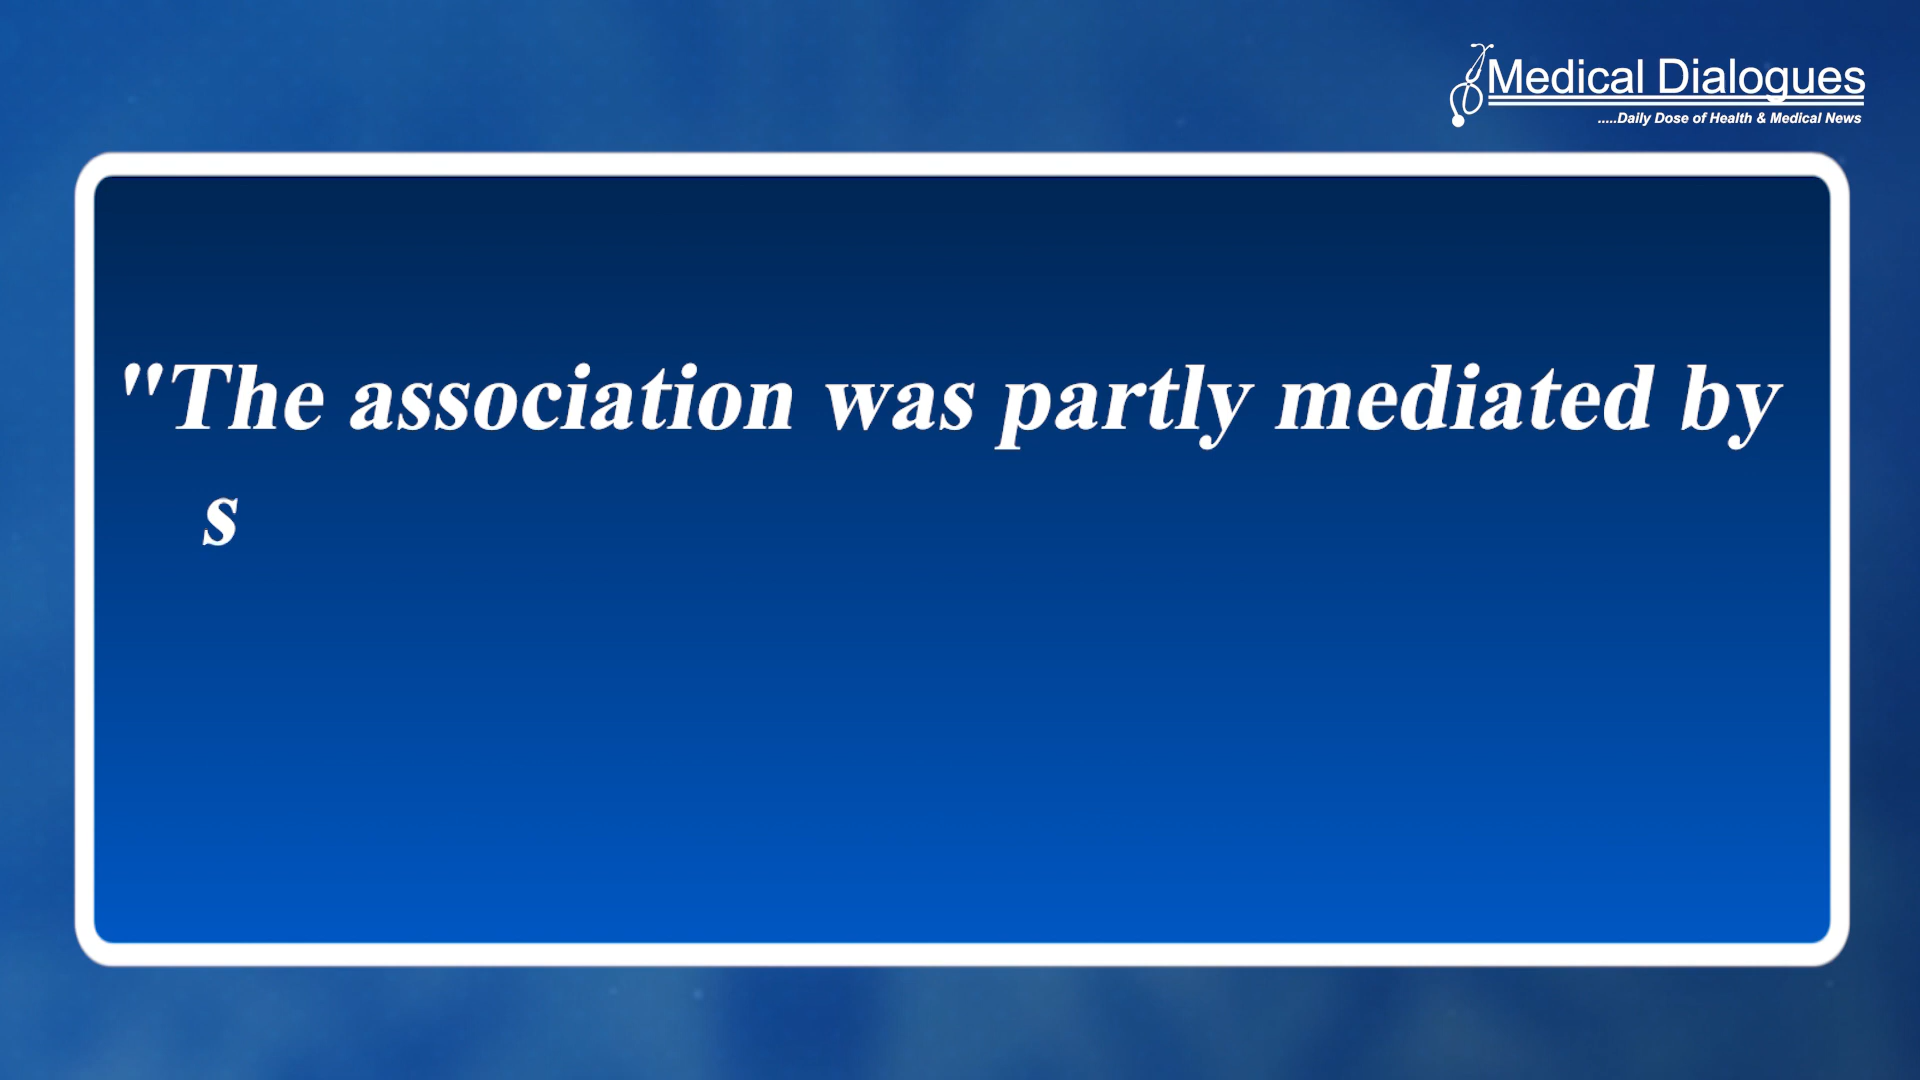 Medical Dialogues
.....Daily Dose of Health & Medical News
"The association was partly mediated by
s